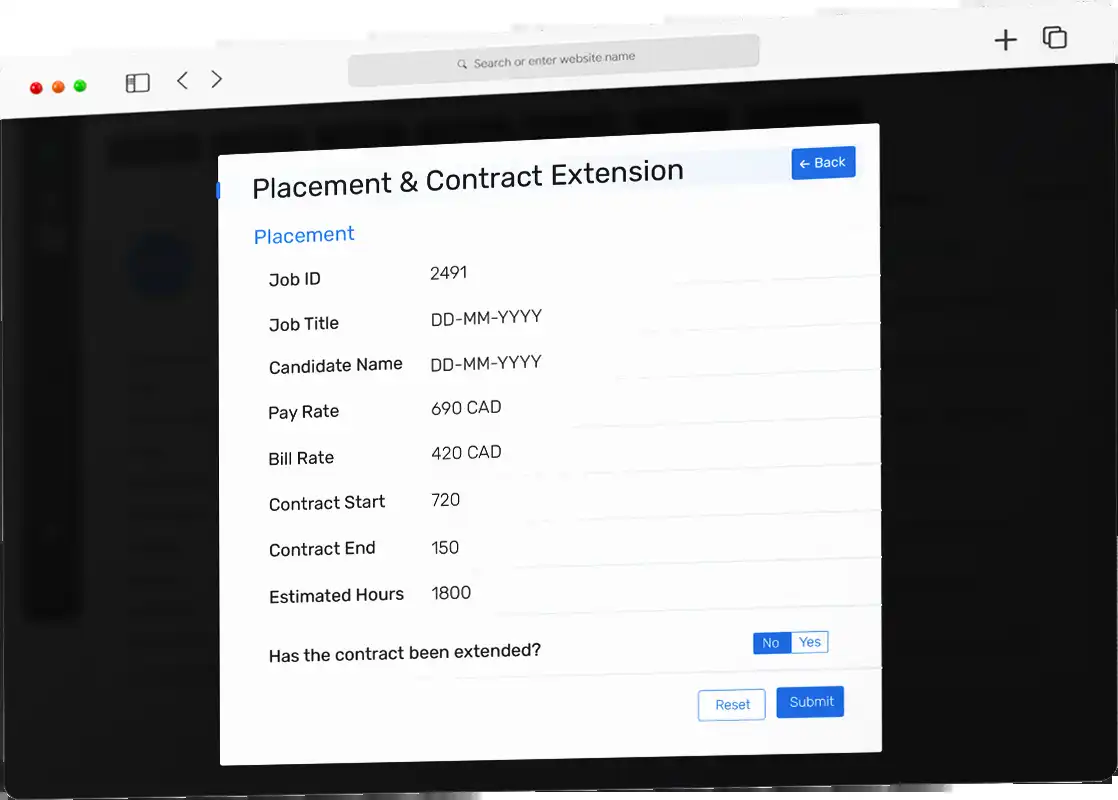 Search or enter website name
Placement & Contract Extension
← Back
Placement
Job ID 2491
Job Title DD-MM-YYYY
Candidate Name DD-MM-YYYY
Pay Rate 690 CAD
Bill Rate 420 CAD
Contract Start 720
Contract End 150
Estimated Hours 1800
Has the contract been extended? No Yes
Reset Submit